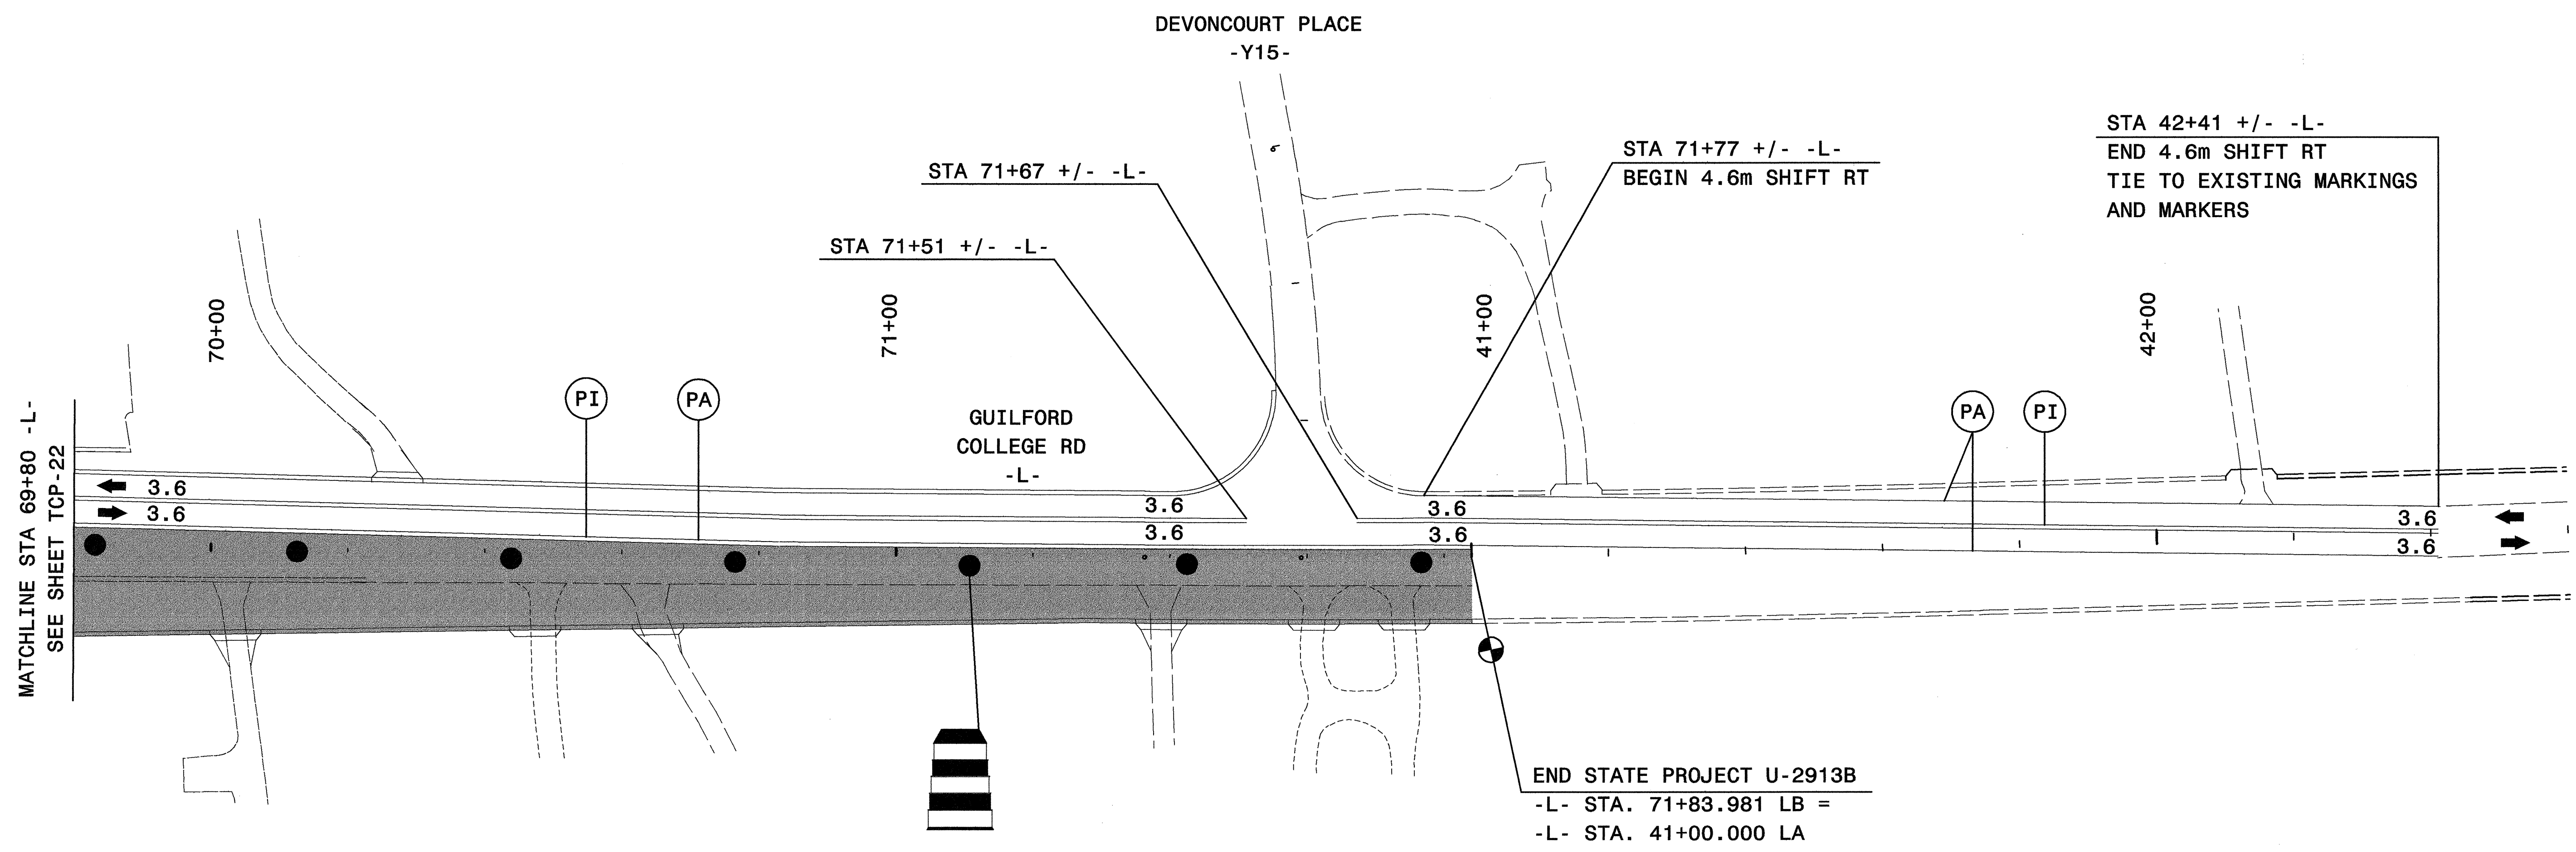 DEVONCOURT PLACE
-Y15-
STA 42+41 +/- -L-
END 4.6m SHIFT RT
TIE TO EXISTING MARKINGS
AND MARKERS
STA 71+77 +/- -L-
BEGIN 4.6m SHIFT RT
STA 71+67 +/- -L-
STA 71+51 +/- -L-
70+00
71+00
41+00
42+00
PI
PA
PA
PI
GUILFORD
COLLEGE RD
-L-
MATCHLINE STA 69+80 -L-
SEE SHEET TCP-22
3.6
3.6
3.6
3.6
3.6
3.6
3.6
3.6
END STATE PROJECT U-2913B
-L- STA. 71+83.981 LB =
-L- STA. 41+00.000 LA